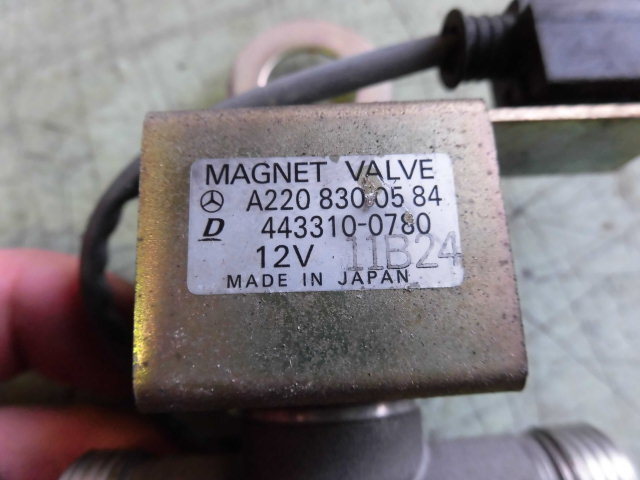 MAGNET VALVE
A220 830 05 84
D 443310-0780
12V 11B24
MADE IN JAPAN